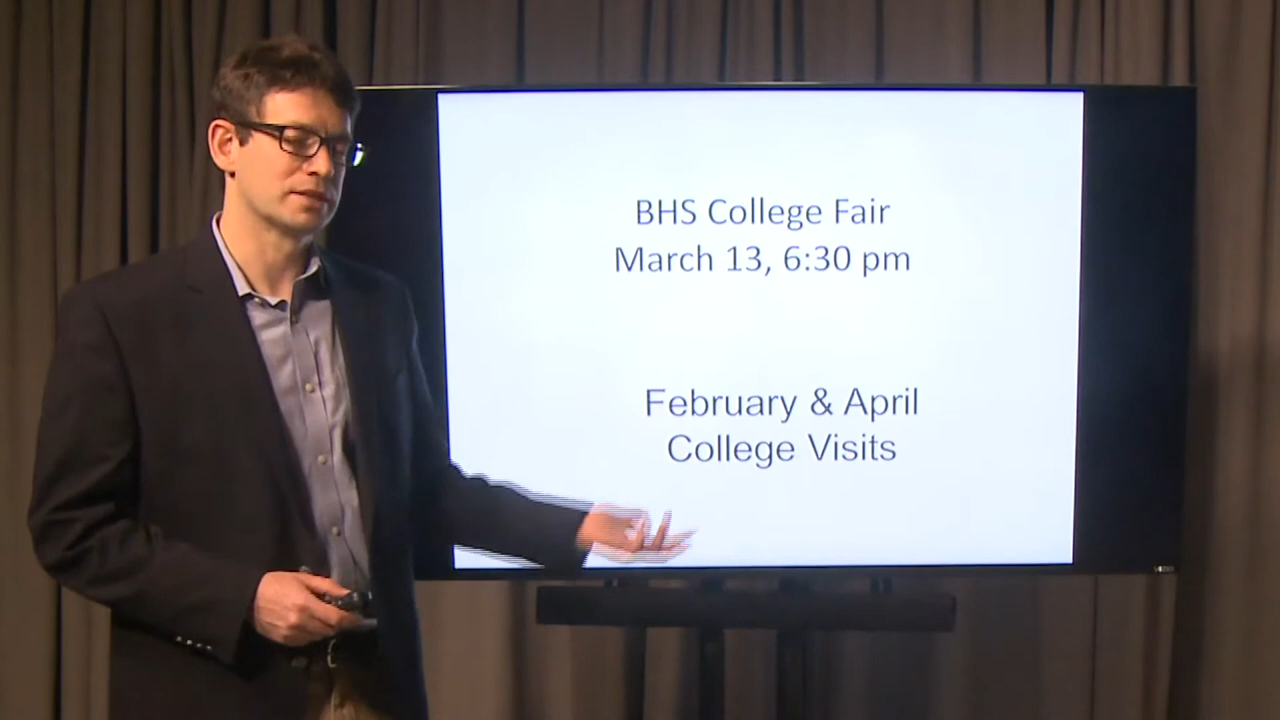 BHS College Fair
March 13, 6:30 pm
February & April
College Visits